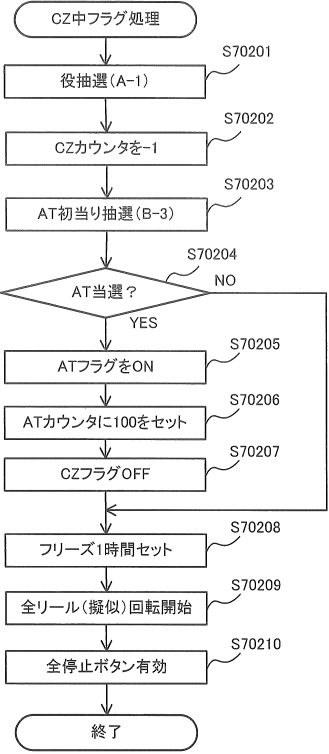 CZ中フラグ処理
S70201
役抽選(A-1)
S70202
CZカウンタを-1
S70203
AT初当り抽選(B-3)
S70204
AT当選?
NO
YES
S70205
ATフラグをON
S70206
ATカウンタに100をセット
S70207
CZフラグOFF
S70208
フリーズ1時間セット
S70209
全リール(擬似)回転開始
S70210
全停止ボタン有効
終了